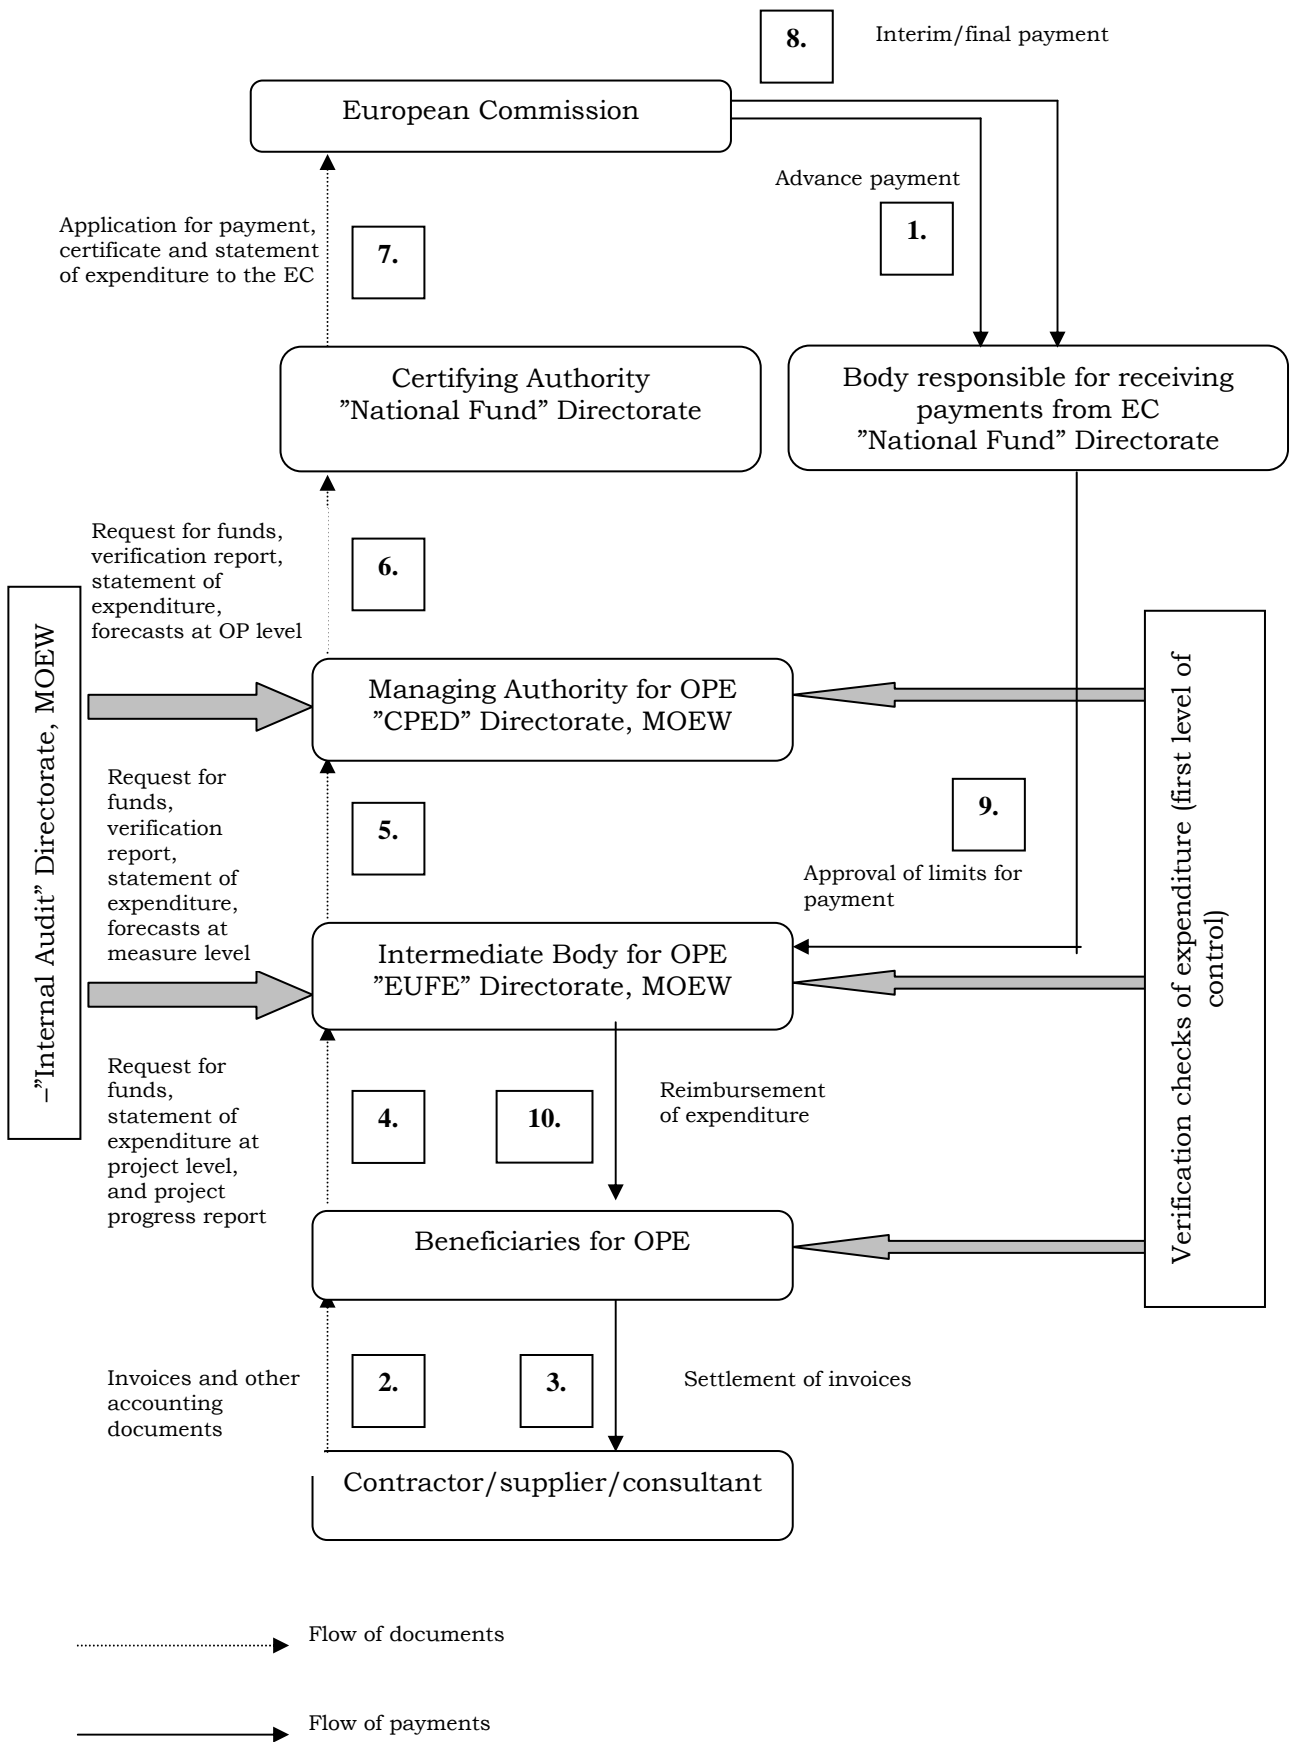 8.
Interim/final payment
European Commission
Advance payment
1.
Application for payment,
certificate and statement
of expenditure to the EC
7.
Certifying Authority
”National Fund” Directorate
Body responsible for receiving
payments from EC
”National Fund” Directorate
Request for funds,
verification report,
statement of
expenditure,
forecasts at OP level
6.
–”Internal Audit” Directorate, MOEW
Managing Authority for OPE
”CPED” Directorate, MOEW
Verification checks of expenditure (first level of
control)
Request for
funds,
verification
report,
statement of
expenditure,
forecasts at
measure level
5.
9.
Approval of limits for
payment
Intermediate Body for OPE
”EUFE” Directorate, MOEW
Request for
funds,
statement of
expenditure at
project level,
and project
progress report
4.
10.
Reimbursement
of expenditure
Beneficiaries for OPE
Invoices and other
accounting
documents
2.
3.
Settlement of invoices
Contractor/supplier/consultant
Flow of documents
Flow of payments